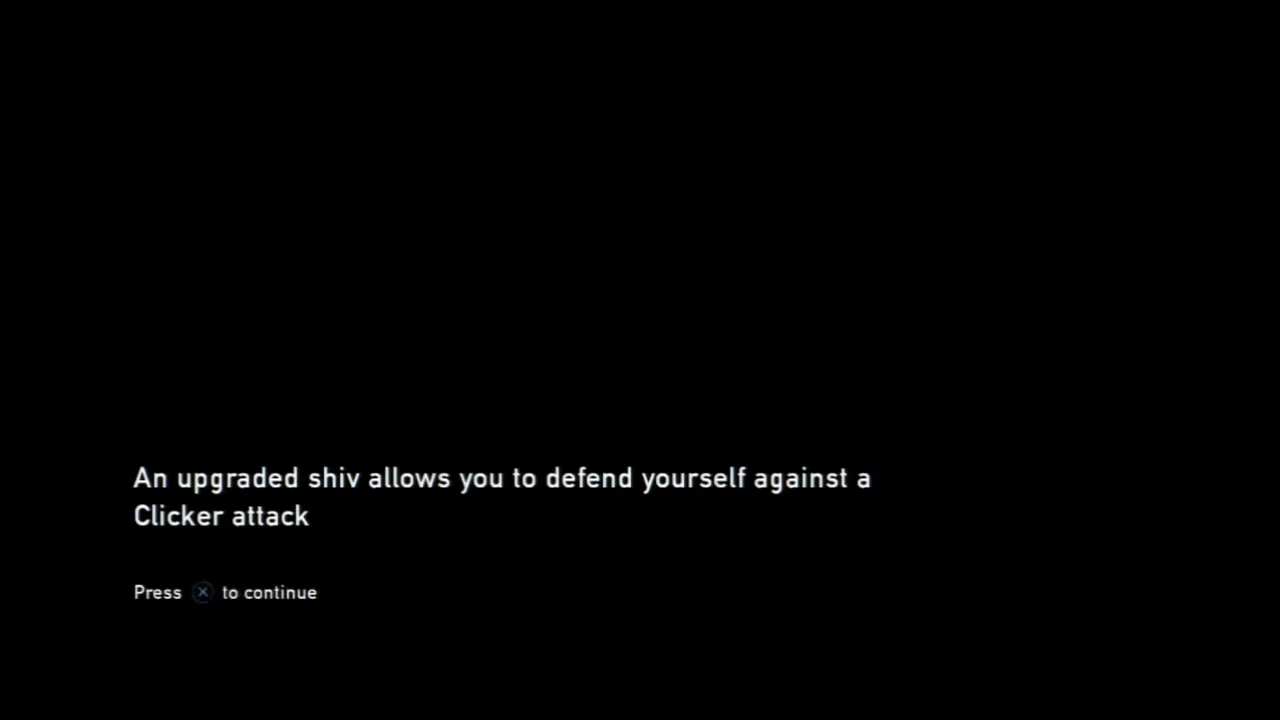 An upgraded shiv allows you to defend yourself against a
Clicker attack
Press ⓧ to continue